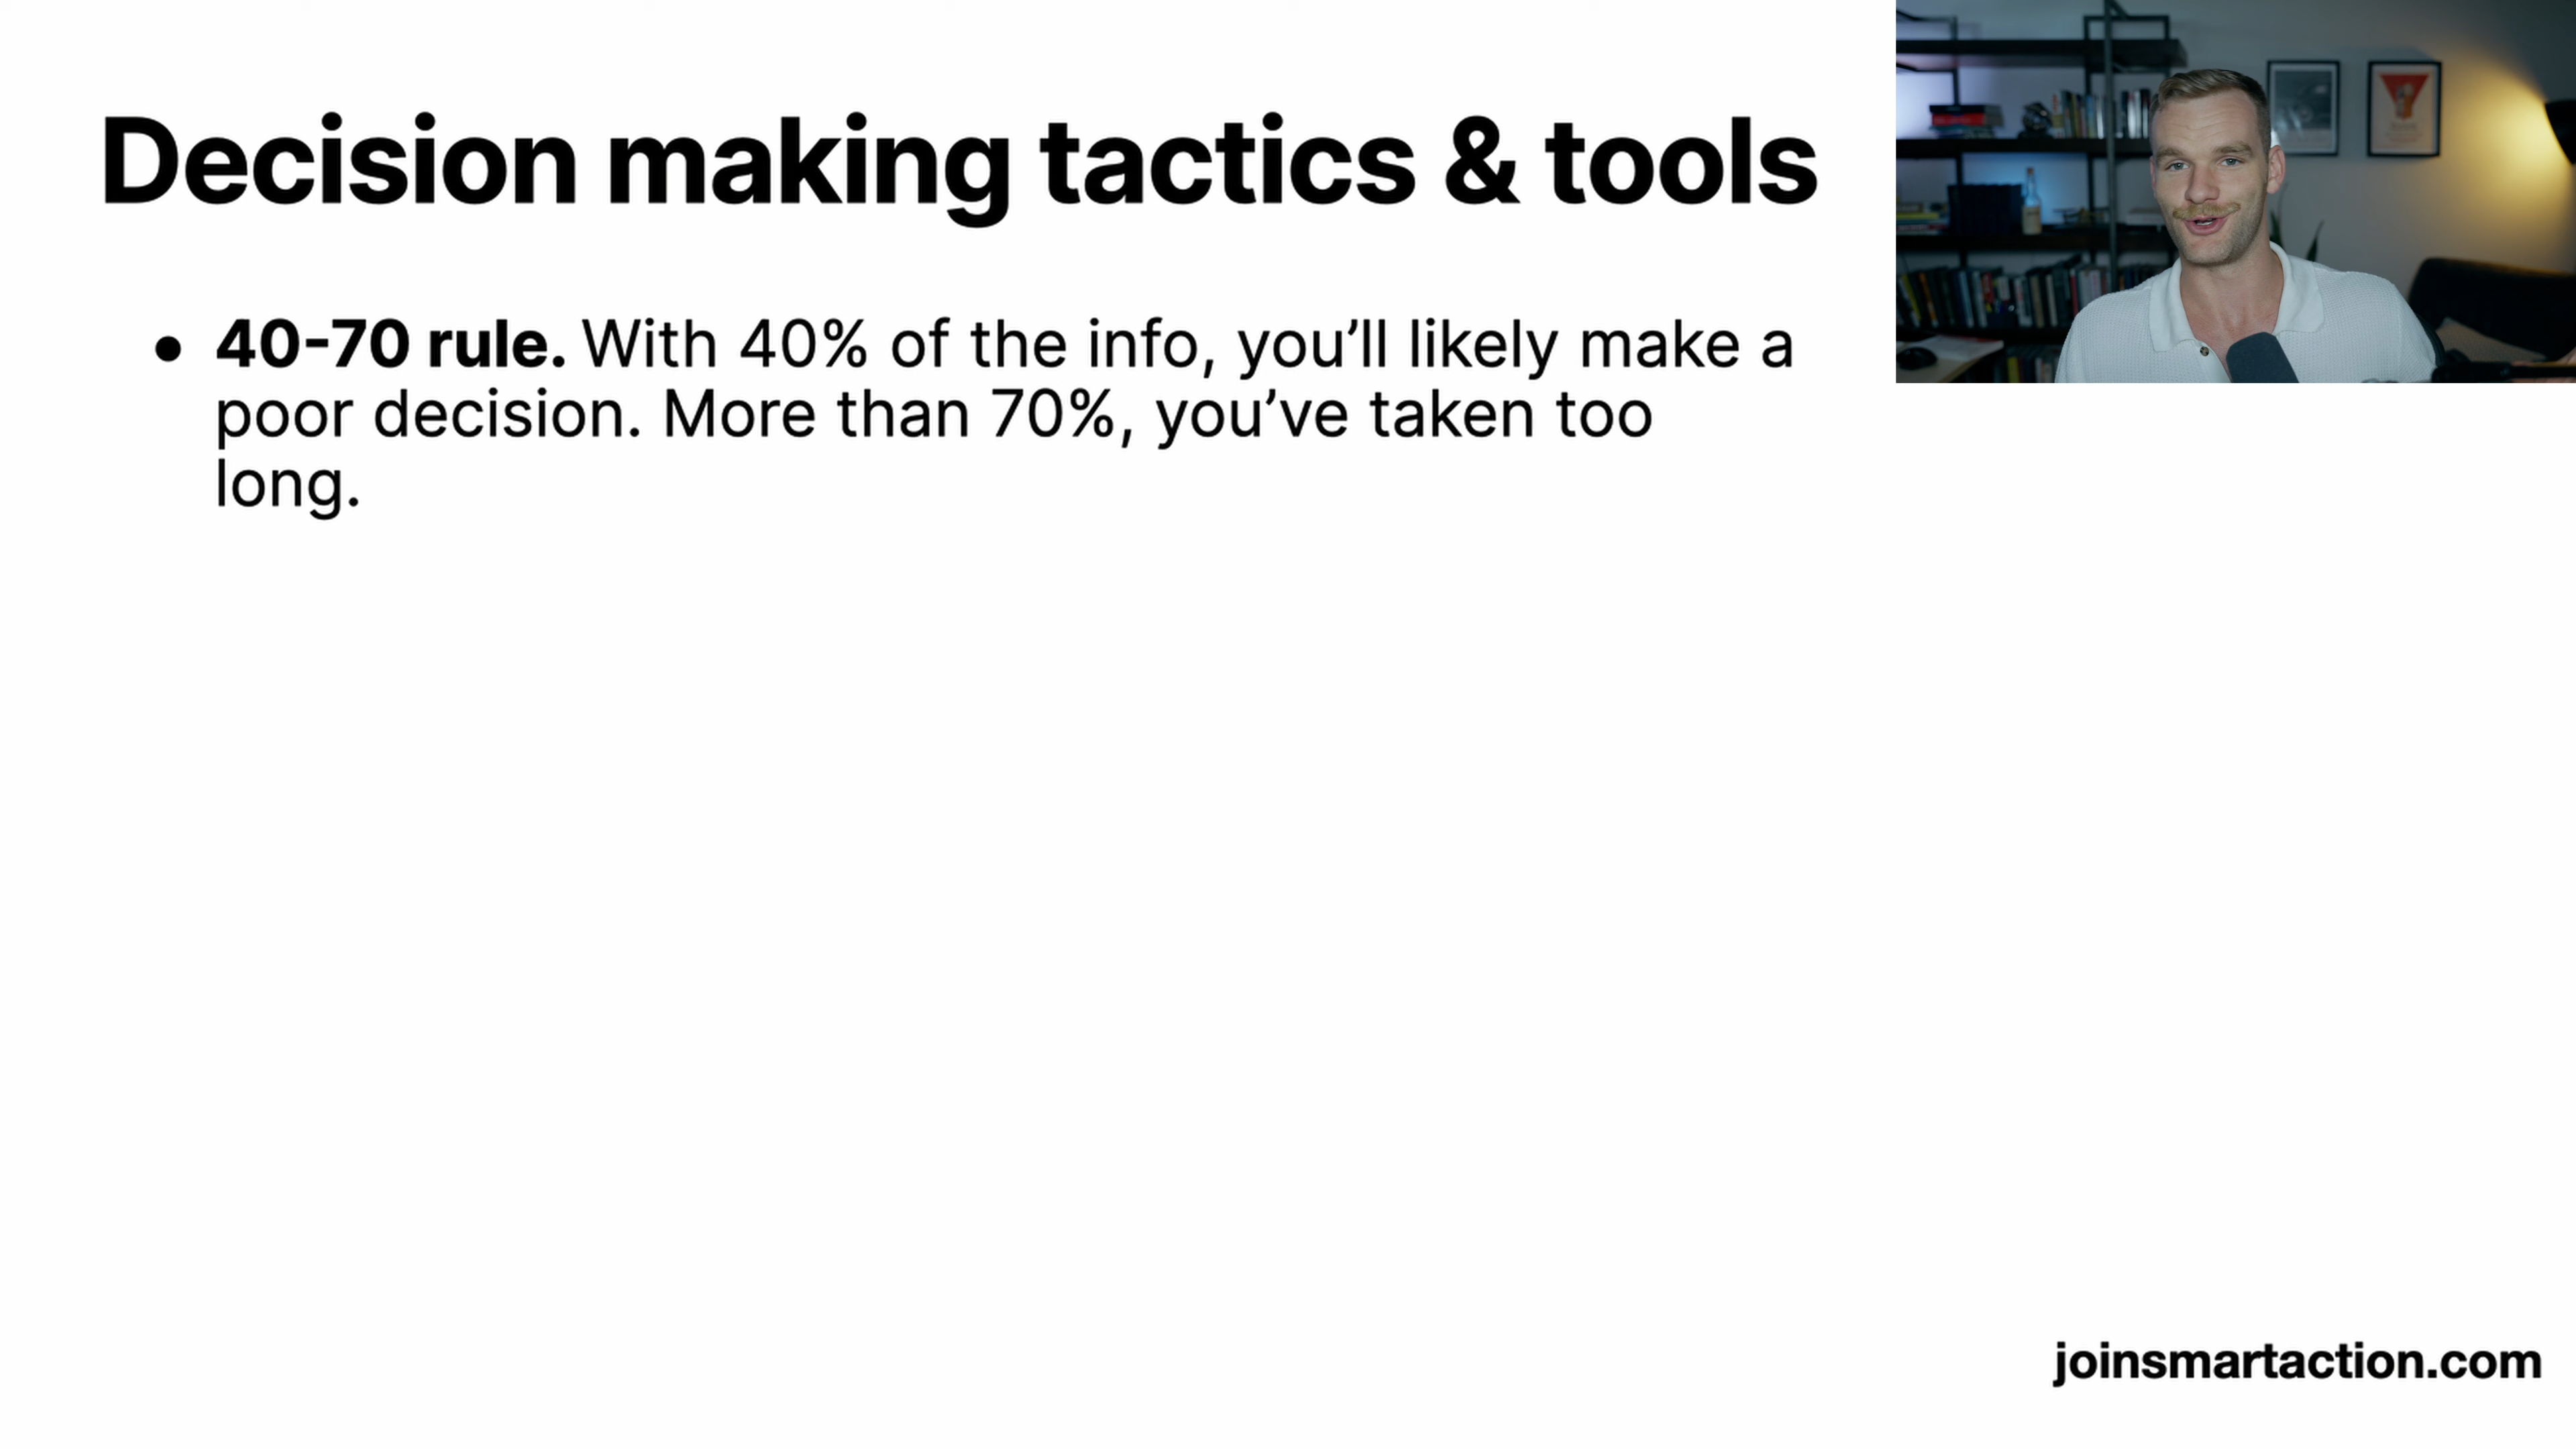 Decision making tactics & tools
• 40-70 rule. With 40% of the info, you’ll likely make a
poor decision. More than 70%, you’ve taken too
long.
joinsmartaction.com